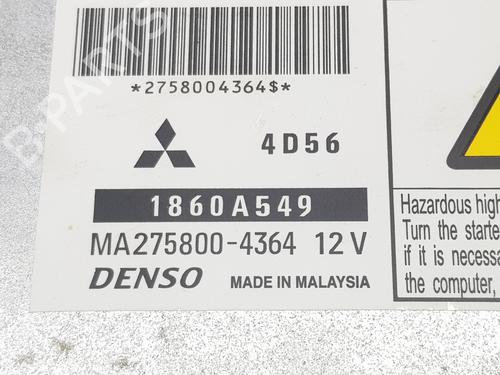 *2758004364$*
4D56
1860A549
MA275800-4364 12V
DENSO MADE IN MALAYSIA
Hazardous high
Turn the starte
if it is necessa
the computer,
B-PARTS